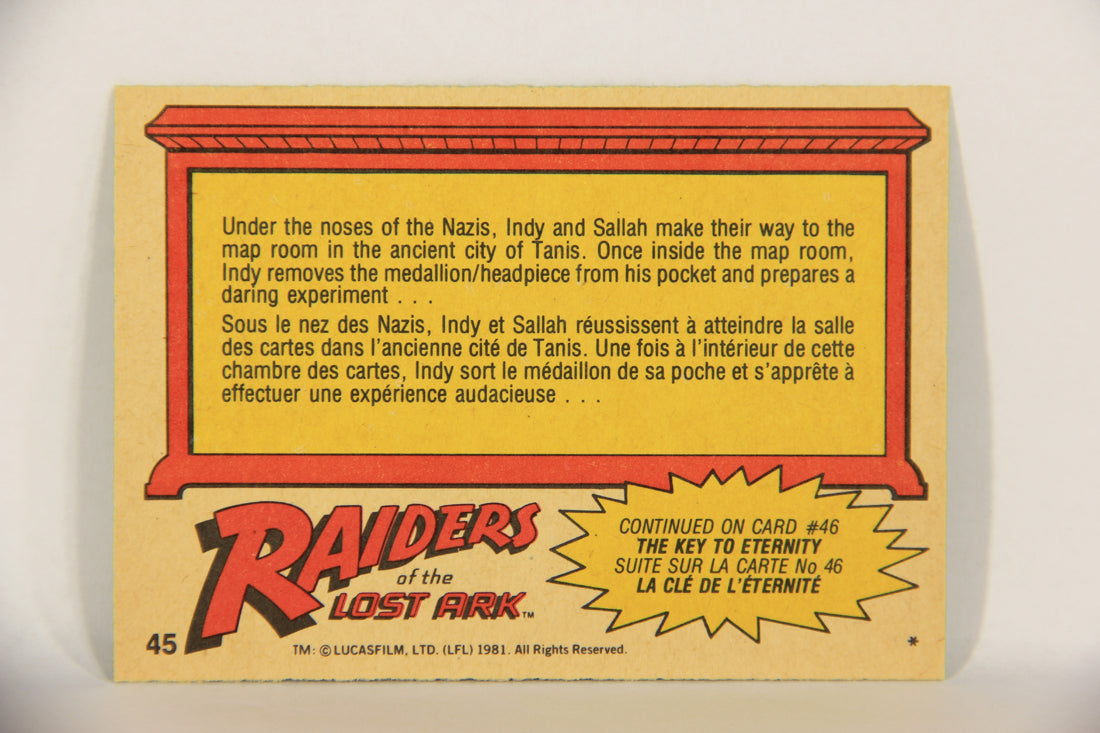 Under the noses of the Nazis, Indy and Sallah make their way to the
map room in the ancient city of Tanis. Once inside the map room,
Indy removes the medallion/headpiece from his pocket and prepares a
daring experiment . . .
Sous le nez des Nazis, Indy et Sallah réussissent à atteindre la salle
des cartes dans l'ancienne cité de Tanis. Une fois à l'intérieur de cette
chambre des cartes, Indy sort le médaillon de sa poche et s'apprête à
effectuer une expérience audacieuse . . .
RAIDERS
of the
LOST ARK™
CONTINUED ON CARD #46
THE KEY TO ETERNITY
SUITE SUR LA CARTE No 46
LA CLÉ DE L'ÉTERNITÉ
45
TM: © LUCASFILM, LTD. (LFL) 1981. All Rights Reserved.
*